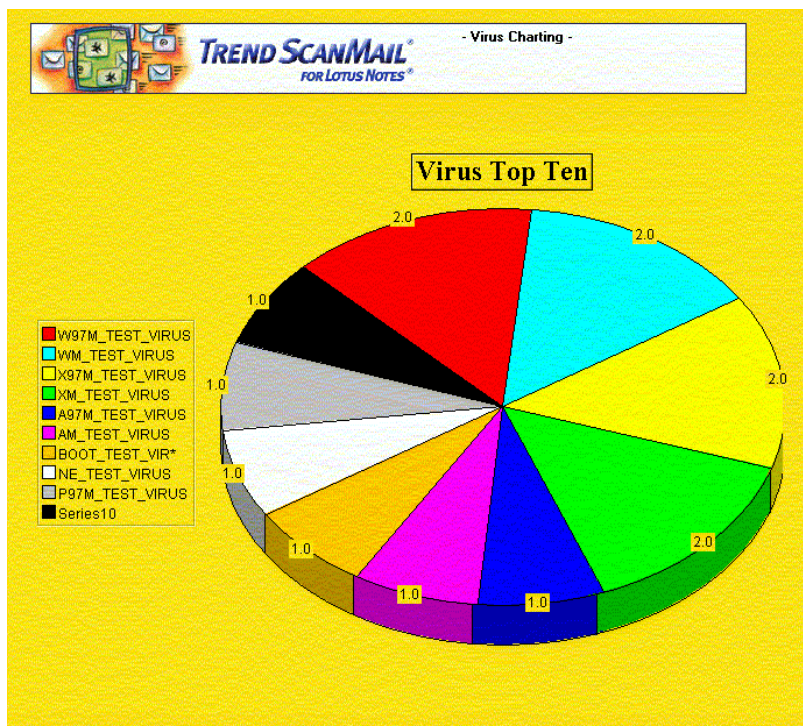 TREND SCANMAIL®
FOR LOTUS NOTES®
- Virus Charting -
Virus Top Ten
2.0
2.0
1.0
2.0
1.0
1.0
2.0
1.0
1.0
1.0
W97M_TEST_VIRUS
WM_TEST_VIRUS
X97M_TEST_VIRUS
XM_TEST_VIRUS
A97M_TEST_VIRUS
AM_TEST_VIRUS
BOOT_TEST_VIR*
NE_TEST_VIRUS
P97M_TEST_VIRUS
Series10